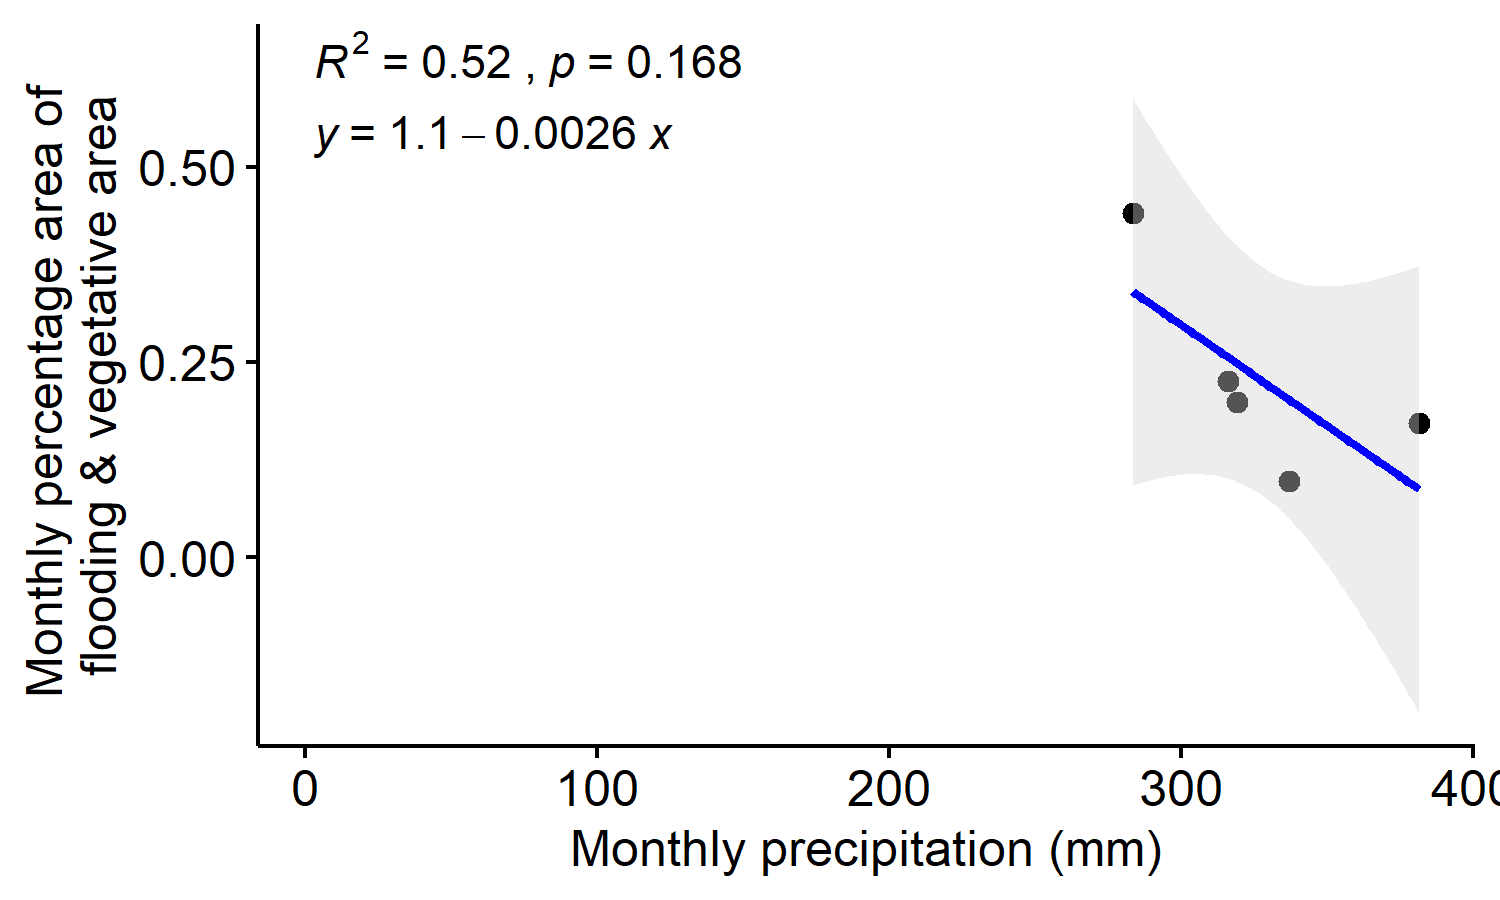 R² = 0.52 , p = 0.168
y = 1.1 – 0.0026 x
Monthly percentage area of
flooding & vegetative area
0.50
0.25
0.00
0 100 200 300 400
Monthly precipitation (mm)